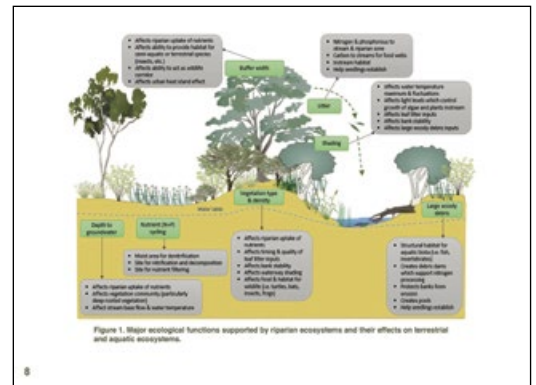 • Affects riparian uptake of nutrients
• Affects ability to provide habitat for
semi-aquatic or terrestrial species
(insects, etc.)
• Affects ability to act as wildlife
corridor
• Affects urban heat island effect
Buffer width
• Nitrogen & phosphorous to
stream & riparian zone
• Carbon to streams for food webs
• Instream habitat
• Help seedlings establish
Litter
• Affects water temperature
maximum & fluctuations
• Affects light levels which control
growth of algae and plants instream
• Affects leaf litter inputs
• Affects bank stability
• Affects large woody debris inputs
Shading
Vegetation type
& density
Large woody
debris
Water table
Depth to
groundwater
Nutrient (N+P)
cycling
• Moist area for denitrification
• Site for nitrification and decomposition
• Site for nutrient filtering
• Affects riparian uptake of
nutrients
• Affects timing & quality of
leaf litter inputs
• Affects bank stability
• Affects waterway shading
• Affects food & habitat for
wildlife (i.e. turtles, bats,
insects, frogs)
• Structural habitat for
aquatic biota (i.e. fish,
invertebrates)
• Creates debris dams
which support nitrogen
processing
• Protects banks from
erosion
• Creates pools
• Help seedlings establish
• Affects riparian uptake of nutrients
• Affects vegetation community (particularly
deep rooted vegetation)
• Affect stream base flow & water temperature
Figure 1. Major ecological functions supported by riparian ecosystems and their effects on terrestrial
and aquatic ecosystems.
8